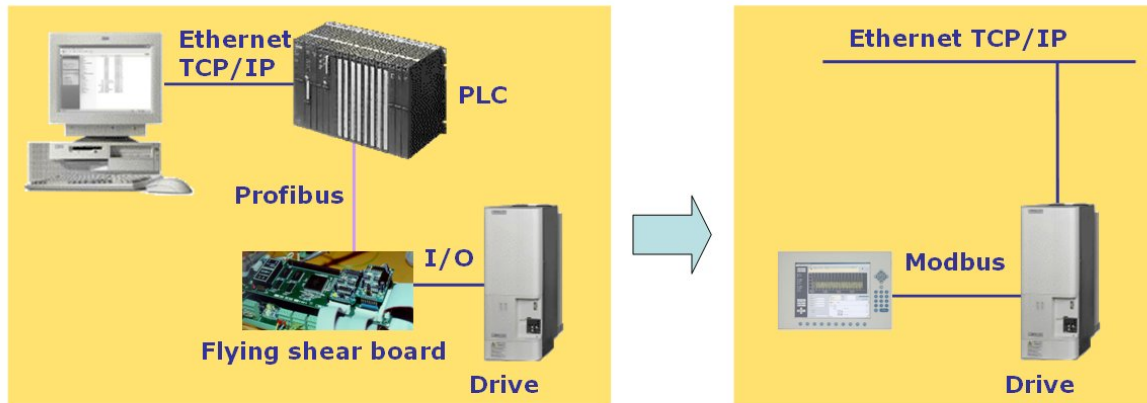 Ethernet
TCP/IP
PLC
Profibus
I/O
Flying shear board
Drive
Ethernet TCP/IP
Modbus
Drive